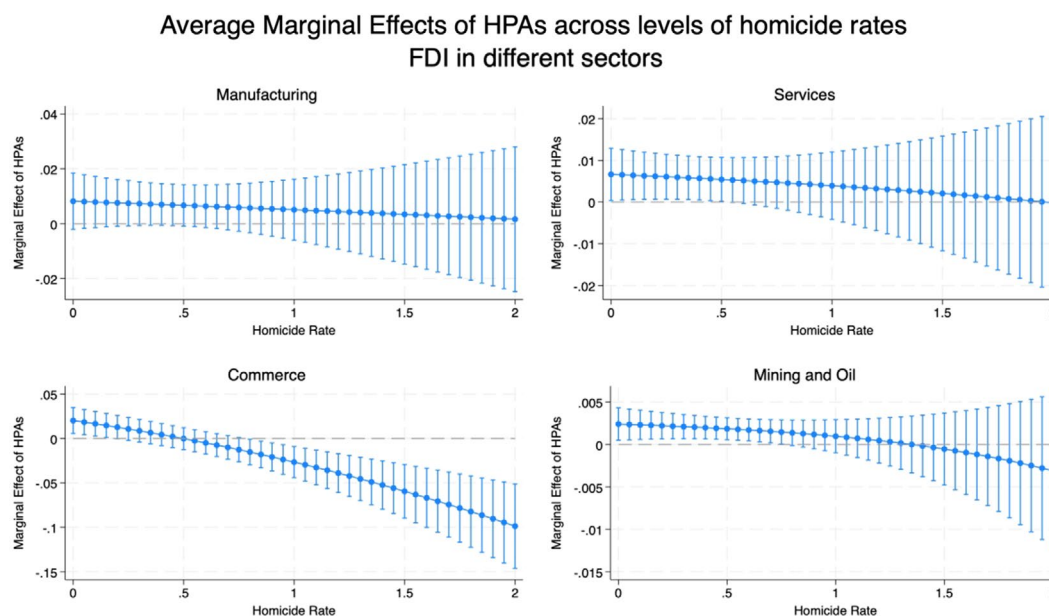 Average Marginal Effects of HPAs across levels of homicide rates
FDI in different sectors
Manufacturing
Marginal Effect of HPAs
.04
.02
0
-.02
0 .5 1 1.5 2
Homicide Rate
Services
Marginal Effect of HPAs
.02
.01
0
-.01
-.02
0 .5 1 1.5
Homicide Rate
Commerce
Marginal Effect of HPAs
.05
0
-.05
-.1
-.15
0 .5 1 1.5 2
Homicide Rate
Mining and Oil
Marginal Effect of HPAs
.005
0
-.005
-.01
-.015
0 .5 1 1.5
Homicide Rate